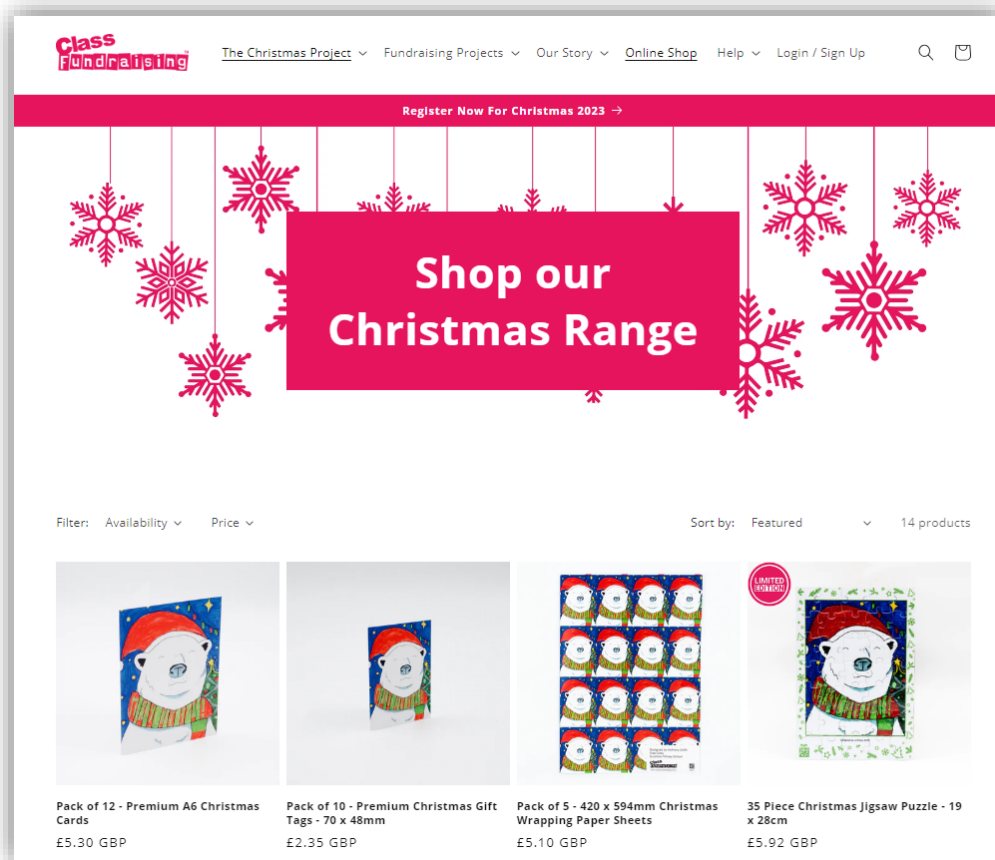 Class
Fundraising
The Christmas Project
Fundraising Projects
Our Story
Online Shop
Help
Login / Sign Up
Register Now For Christmas 2023 →
Shop our
Christmas Range
Filter:
Availability
Price
Sort by:
Featured
14 products
LIMITED
EDITION
Pack of 12 - Premium A6 Christmas
Cards
£5.30 GBP
Pack of 10 - Premium Christmas Gift
Tags - 70 x 48mm
£2.35 GBP
Pack of 5 - 420 x 594mm Christmas
Wrapping Paper Sheets
£5.10 GBP
35 Piece Christmas Jigsaw Puzzle - 19
x 28cm
£5.92 GBP